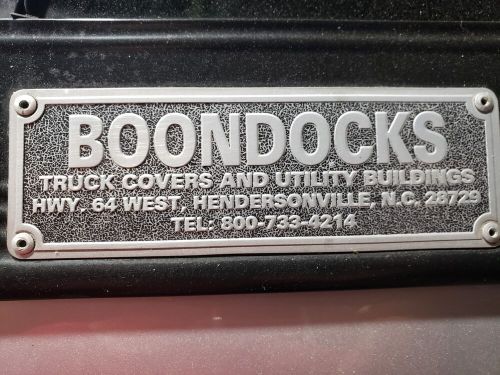 BOONDOCKS
TRUCK COVERS AND UTILITY BUILDINGS
HWY. 64 WEST, HENDERSONVILLE, N.C. 28729
TEL: 800-733-4214